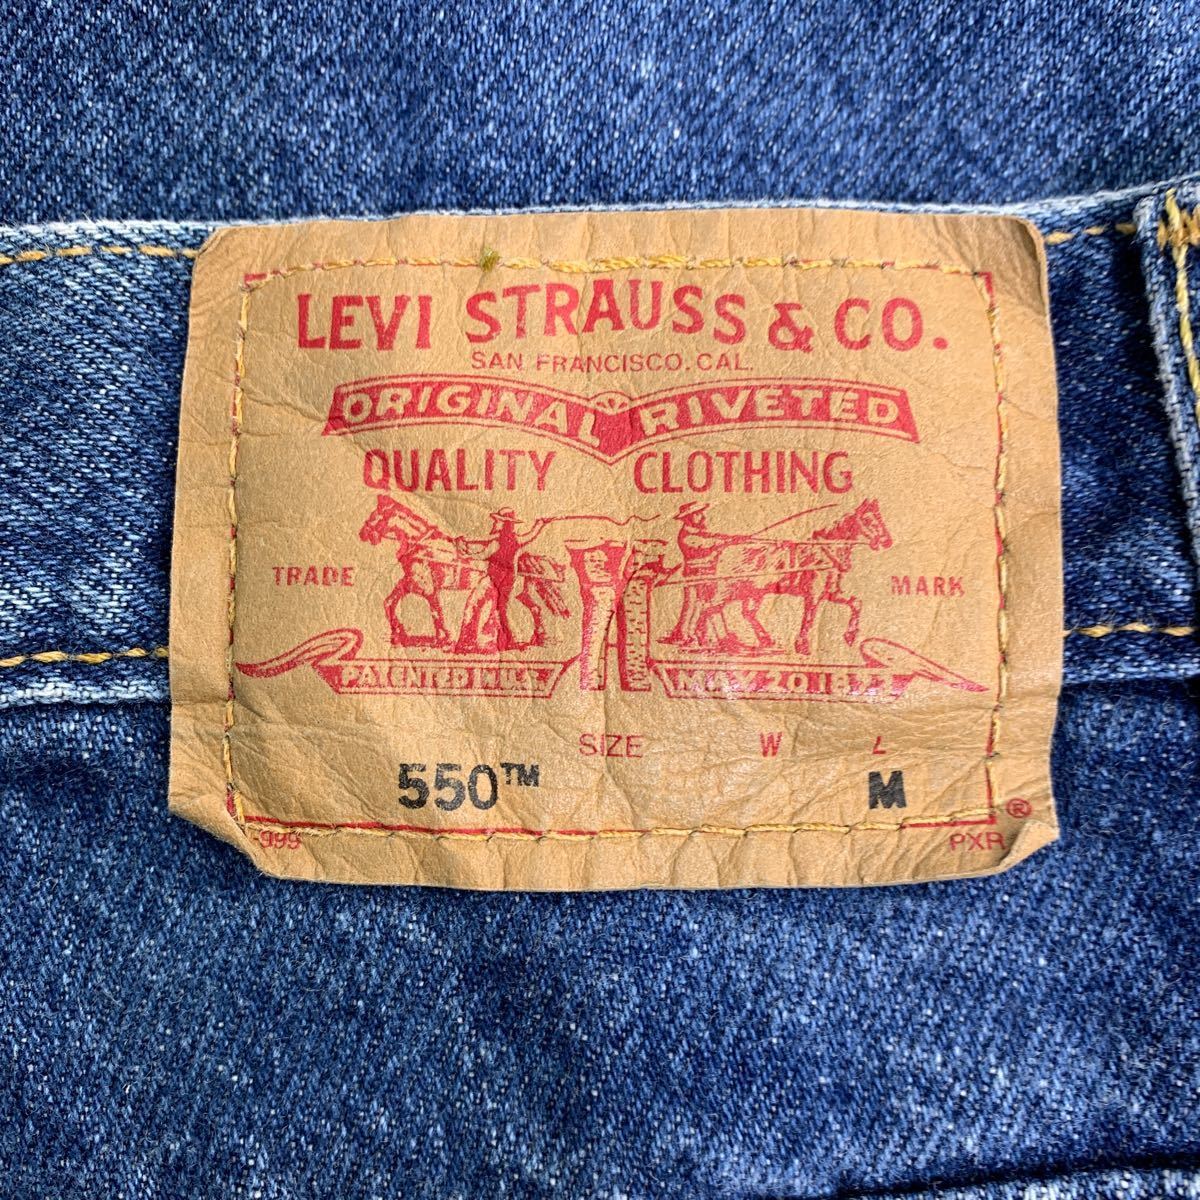 LEVI STRAUSS & CO.
SAN FRANCISCO. CAL.
ORIGINAL RIVETED
QUALITY CLOTHING
TRADE MARK
PATENTED IN U.S. MAY 20 1873
SIZE W L
550™ M
®
-999 PXR